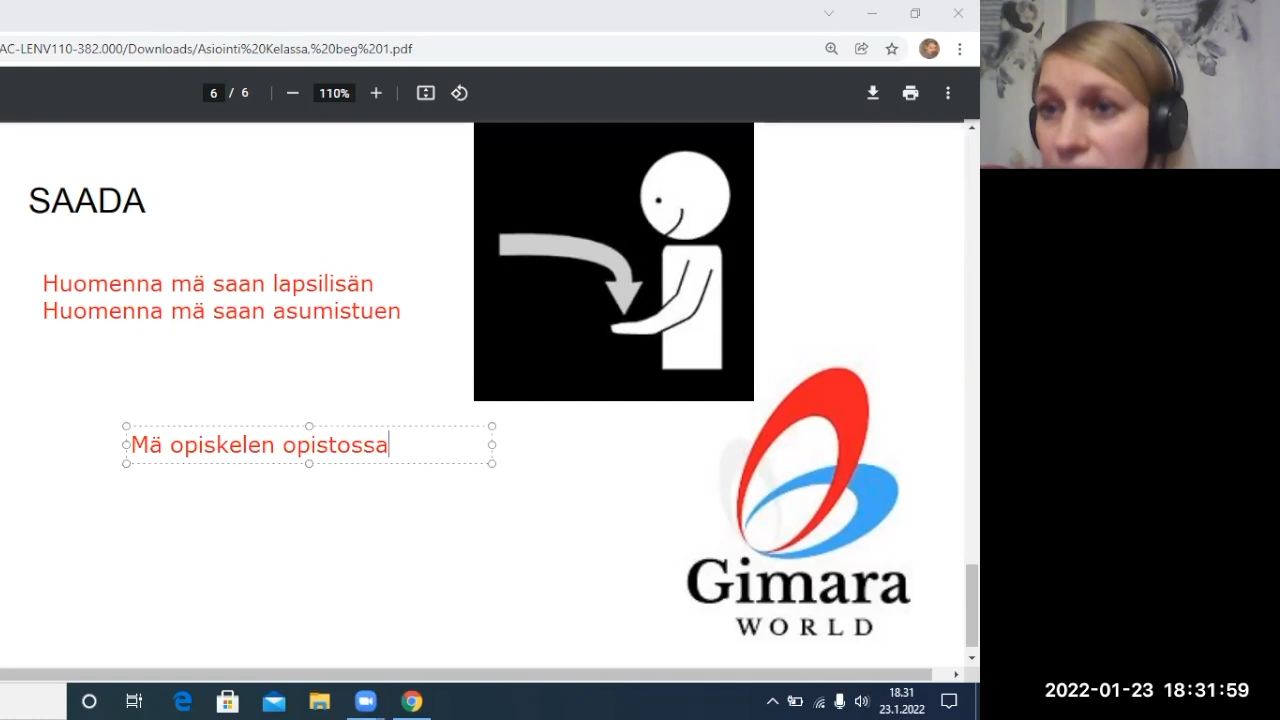 AC-LENV110-382.000/Downloads/Asiointi%20Kelassa,%20beg%201.pdf
6 / 6
110%
SAADA
Huomenna mä saan lapsilisän
Huomenna mä saan asumistuen
Mä opiskelen opistossa
Gimara
WORLD
18.31
23.1.2022
2022-01-23 18:31:59